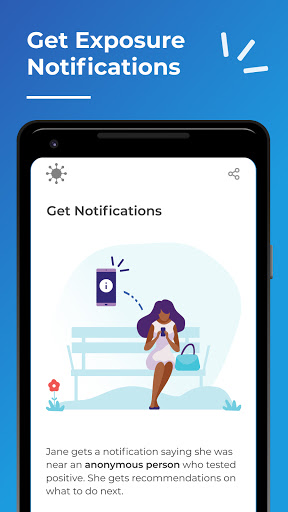 Get Exposure
Notifications
Get Notifications
Jane gets a notification saying she was
near an anonymous person who tested
positive. She gets recommendations on
what to do next.